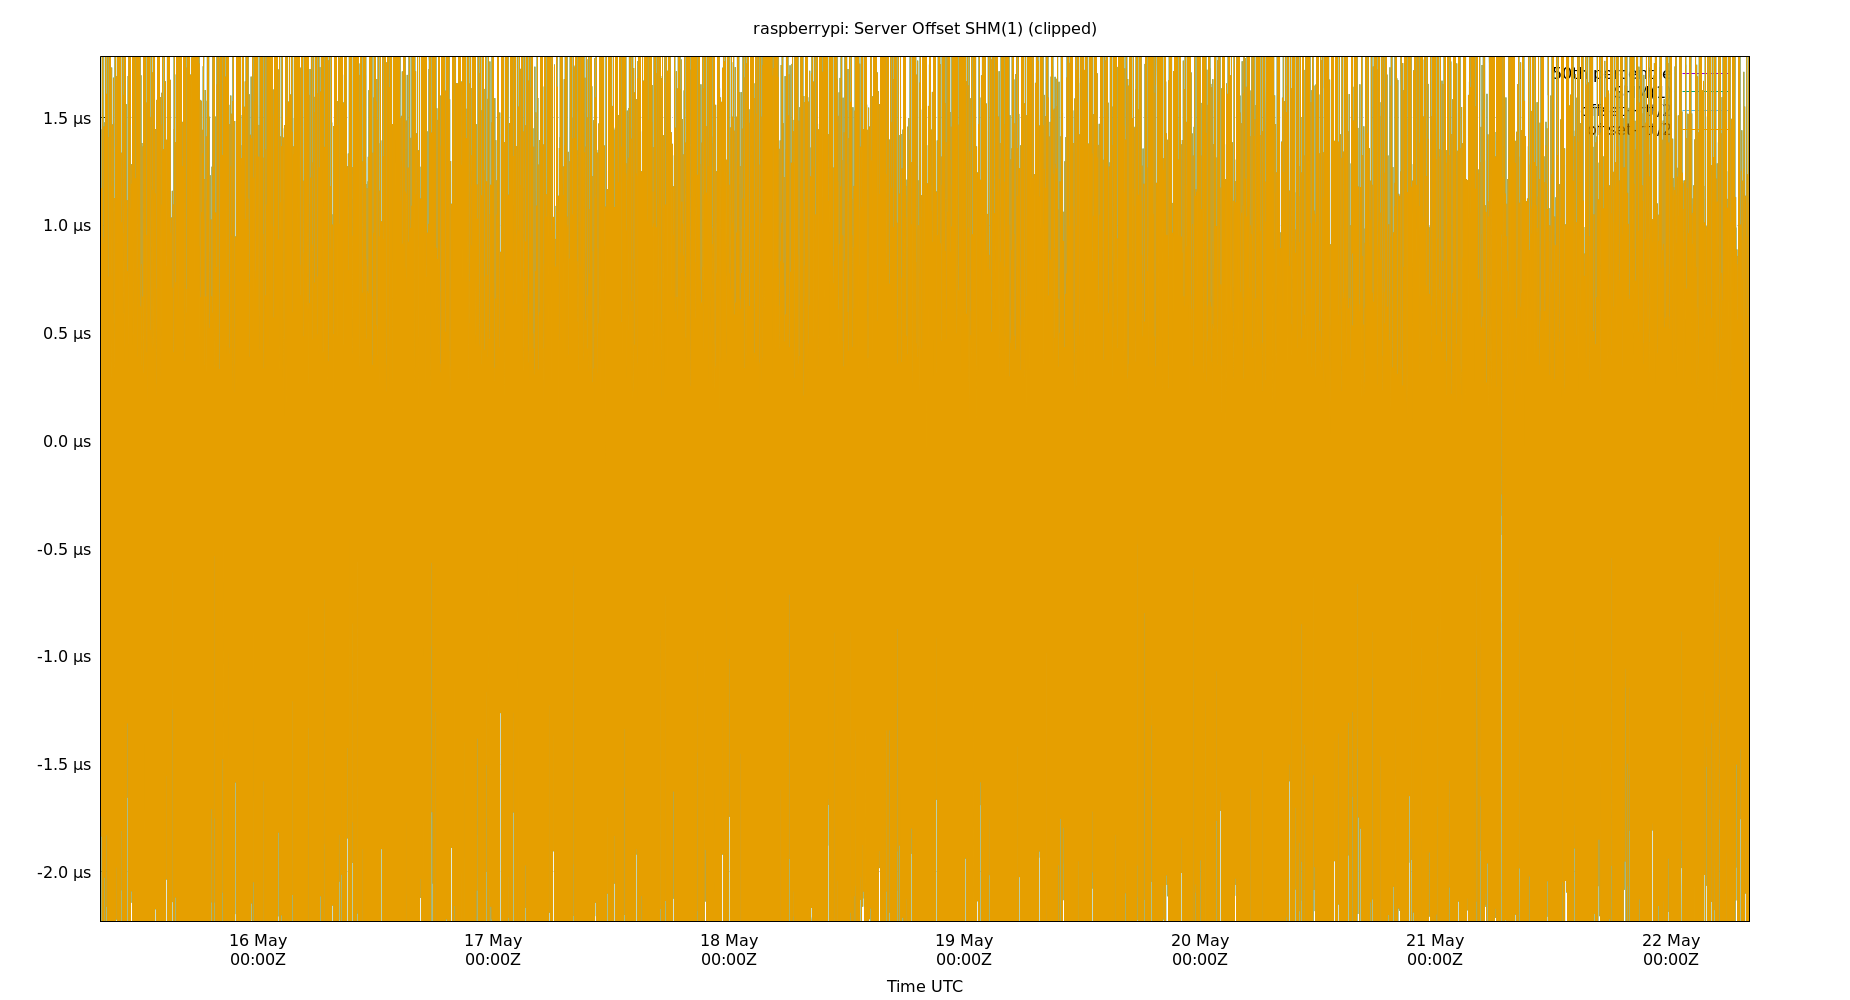 raspberrypi: Server Offset SHM(1) (clipped)
50th percentile
1.5 µs
1.0 µs
0.5 µs
0.0 µs
-0.5 µs
-1.0 µs
-1.5 µs
-2.0 µs
16 May 17 May 18 May 19 May 20 May 21 May 22 May
00:00Z 00:00Z 00:00Z 00:00Z 00:00Z 00:00Z 00:00Z
Time UTC